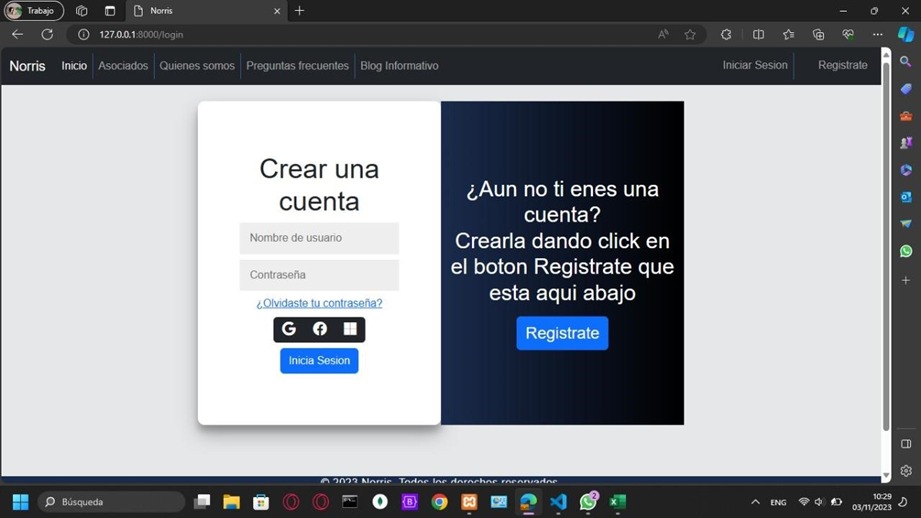 Trabajo
Norris
127.0.0.1:8000/login
Norris Inicio Asociados Quienes somos Preguntas frecuentes Blog Informativo Iniciar Sesion Registrate
Crear una
cuenta
Nombre de usuario
Contraseña
¿Olvidaste tu contraseña?
Inicia Sesion
¿Aun no ti enes una
cuenta?
Crearla dando click en
el boton Registrate que
esta aqui abajo
Registrate
© 2023 Norris. Todos los derechos reservados
Búsqueda
2
ENG
10:29
03/11/2023